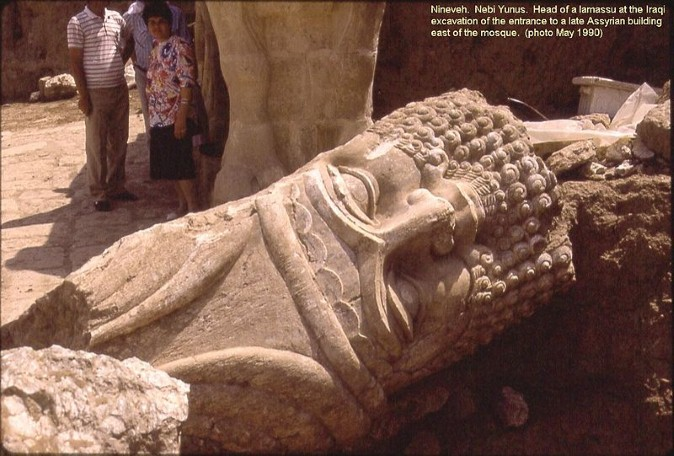 Nineveh.  Nebi Yunus.  Head of a lamassu at the Iraqi
excavation of the entrance to a late Assyrian building
east of the mosque.  (photo May 1990)